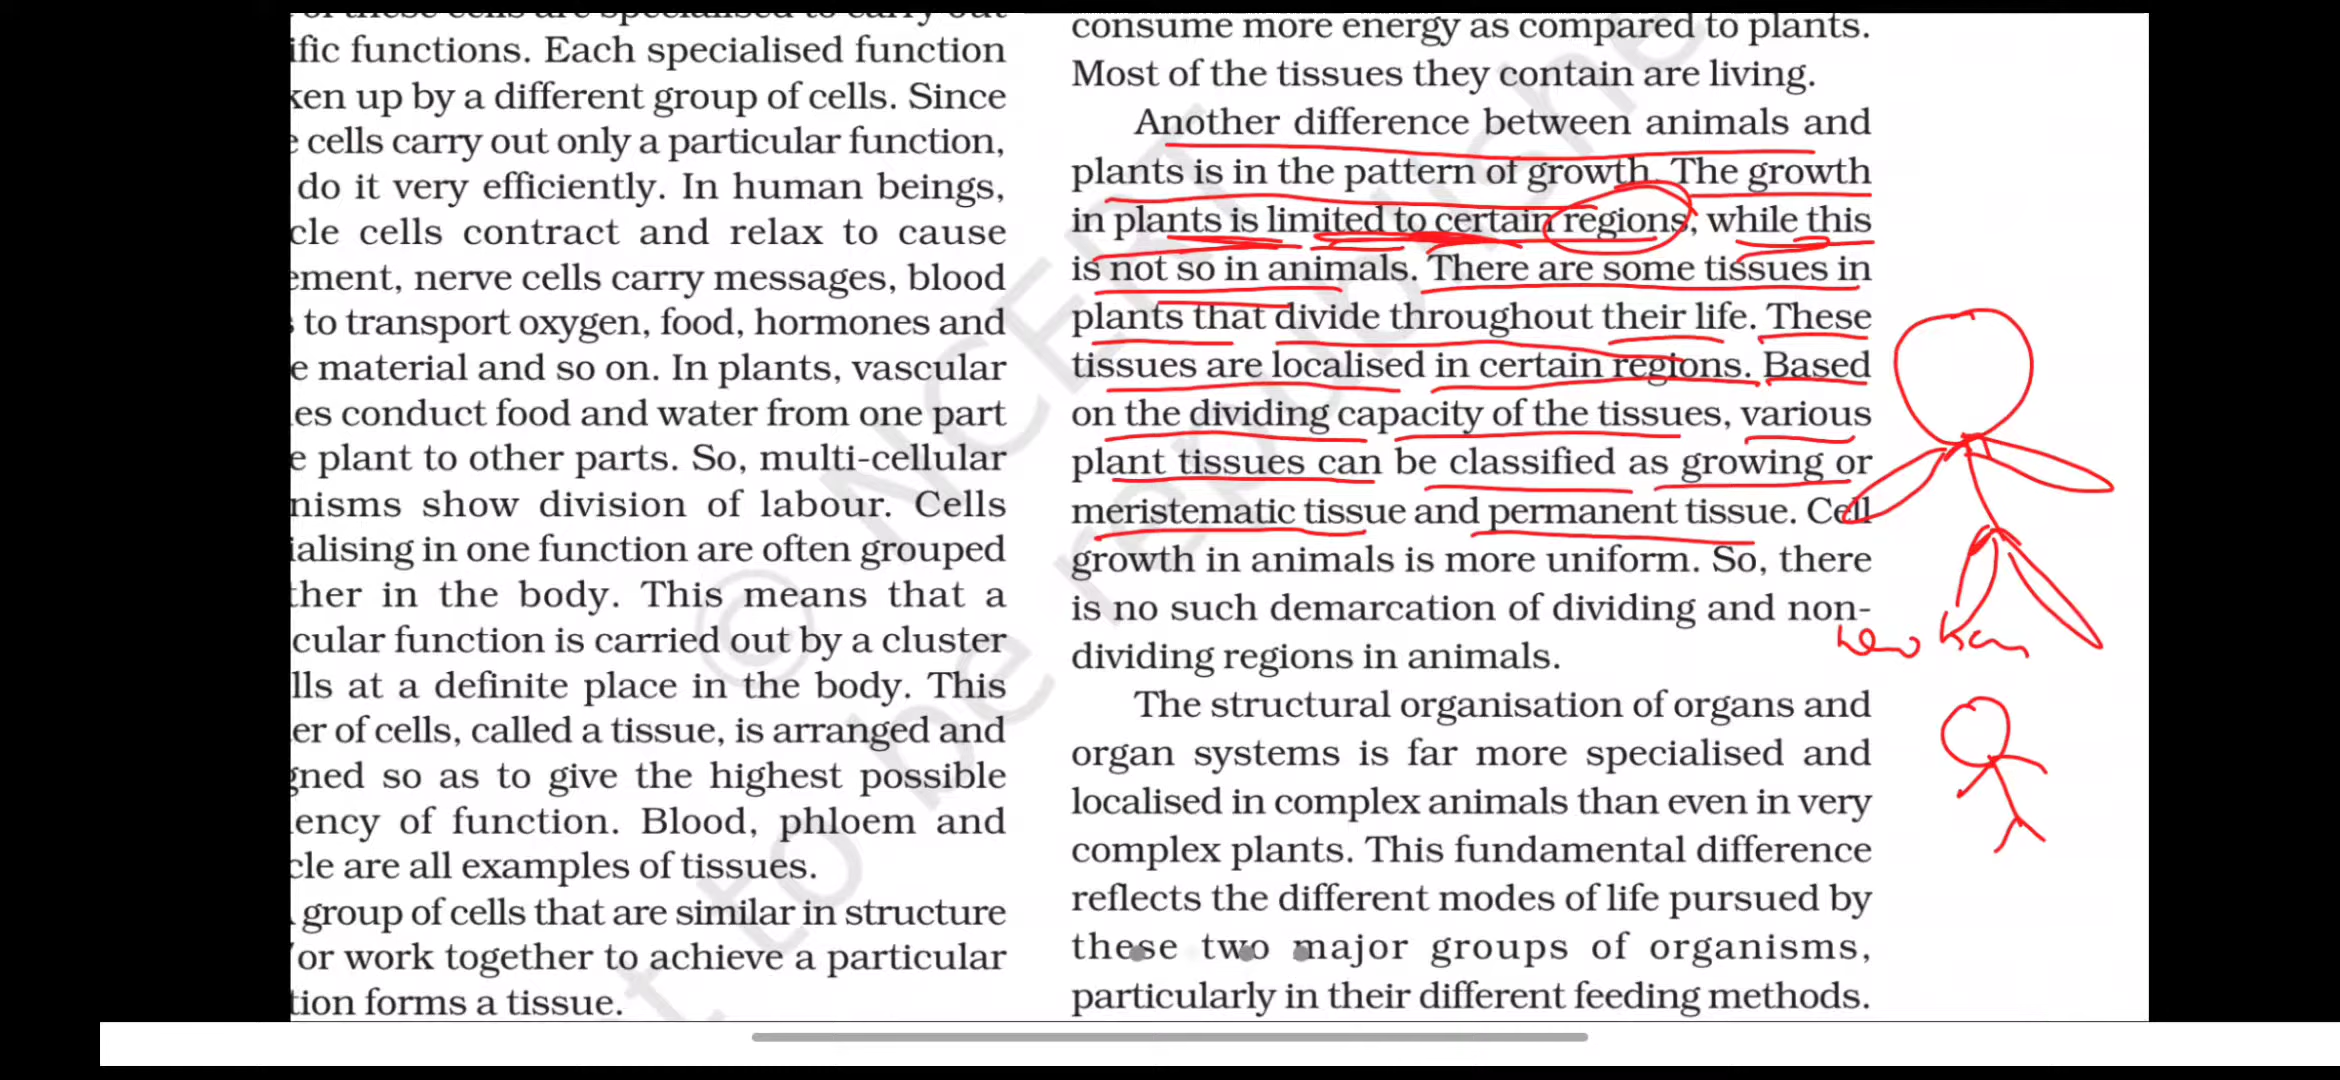 of these cells are specialised to carry out
ific functions. Each specialised function
ken up by a different group of cells. Since
e cells carry out only a particular function,
do it very efficiently. In human beings,
cle cells contract and relax to cause
ement, nerve cells carry messages, blood
s to transport oxygen, food, hormones and
e material and so on. In plants, vascular
es conduct food and water from one part
e plant to other parts. So, multi-cellular
nisms show division of labour. Cells
ialising in one function are often grouped
ther in the body. This means that a
cular function is carried out by a cluster
lls at a definite place in the body. This
er of cells, called a tissue, is arranged and
gned so as to give the highest possible
ency of function. Blood, phloem and
cle are all examples of tissues.
group of cells that are similar in structure
/or work together to achieve a particular
tion forms a tissue.
consume more energy as compared to plants.
Most of the tissues they contain are living.
Another difference between animals and
plants is in the pattern of growth. The growth
in plants is limited to certain regions, while this
is not so in animals. There are some tissues in
plants that divide throughout their life. These
tissues are localised in certain regions. Based
on the dividing capacity of the tissues, various
plant tissues can be classified as growing or
meristematic tissue and permanent tissue. Cell
growth in animals is more uniform. So, there
is no such demarcation of dividing and non-
dividing regions in animals.
The structural organisation of organs and
organ systems is far more specialised and
localised in complex animals than even in very
complex plants. This fundamental difference
reflects the different modes of life pursued by
these two major groups of organisms,
particularly in their different feeding methods.
© NCERT
t to be republishe